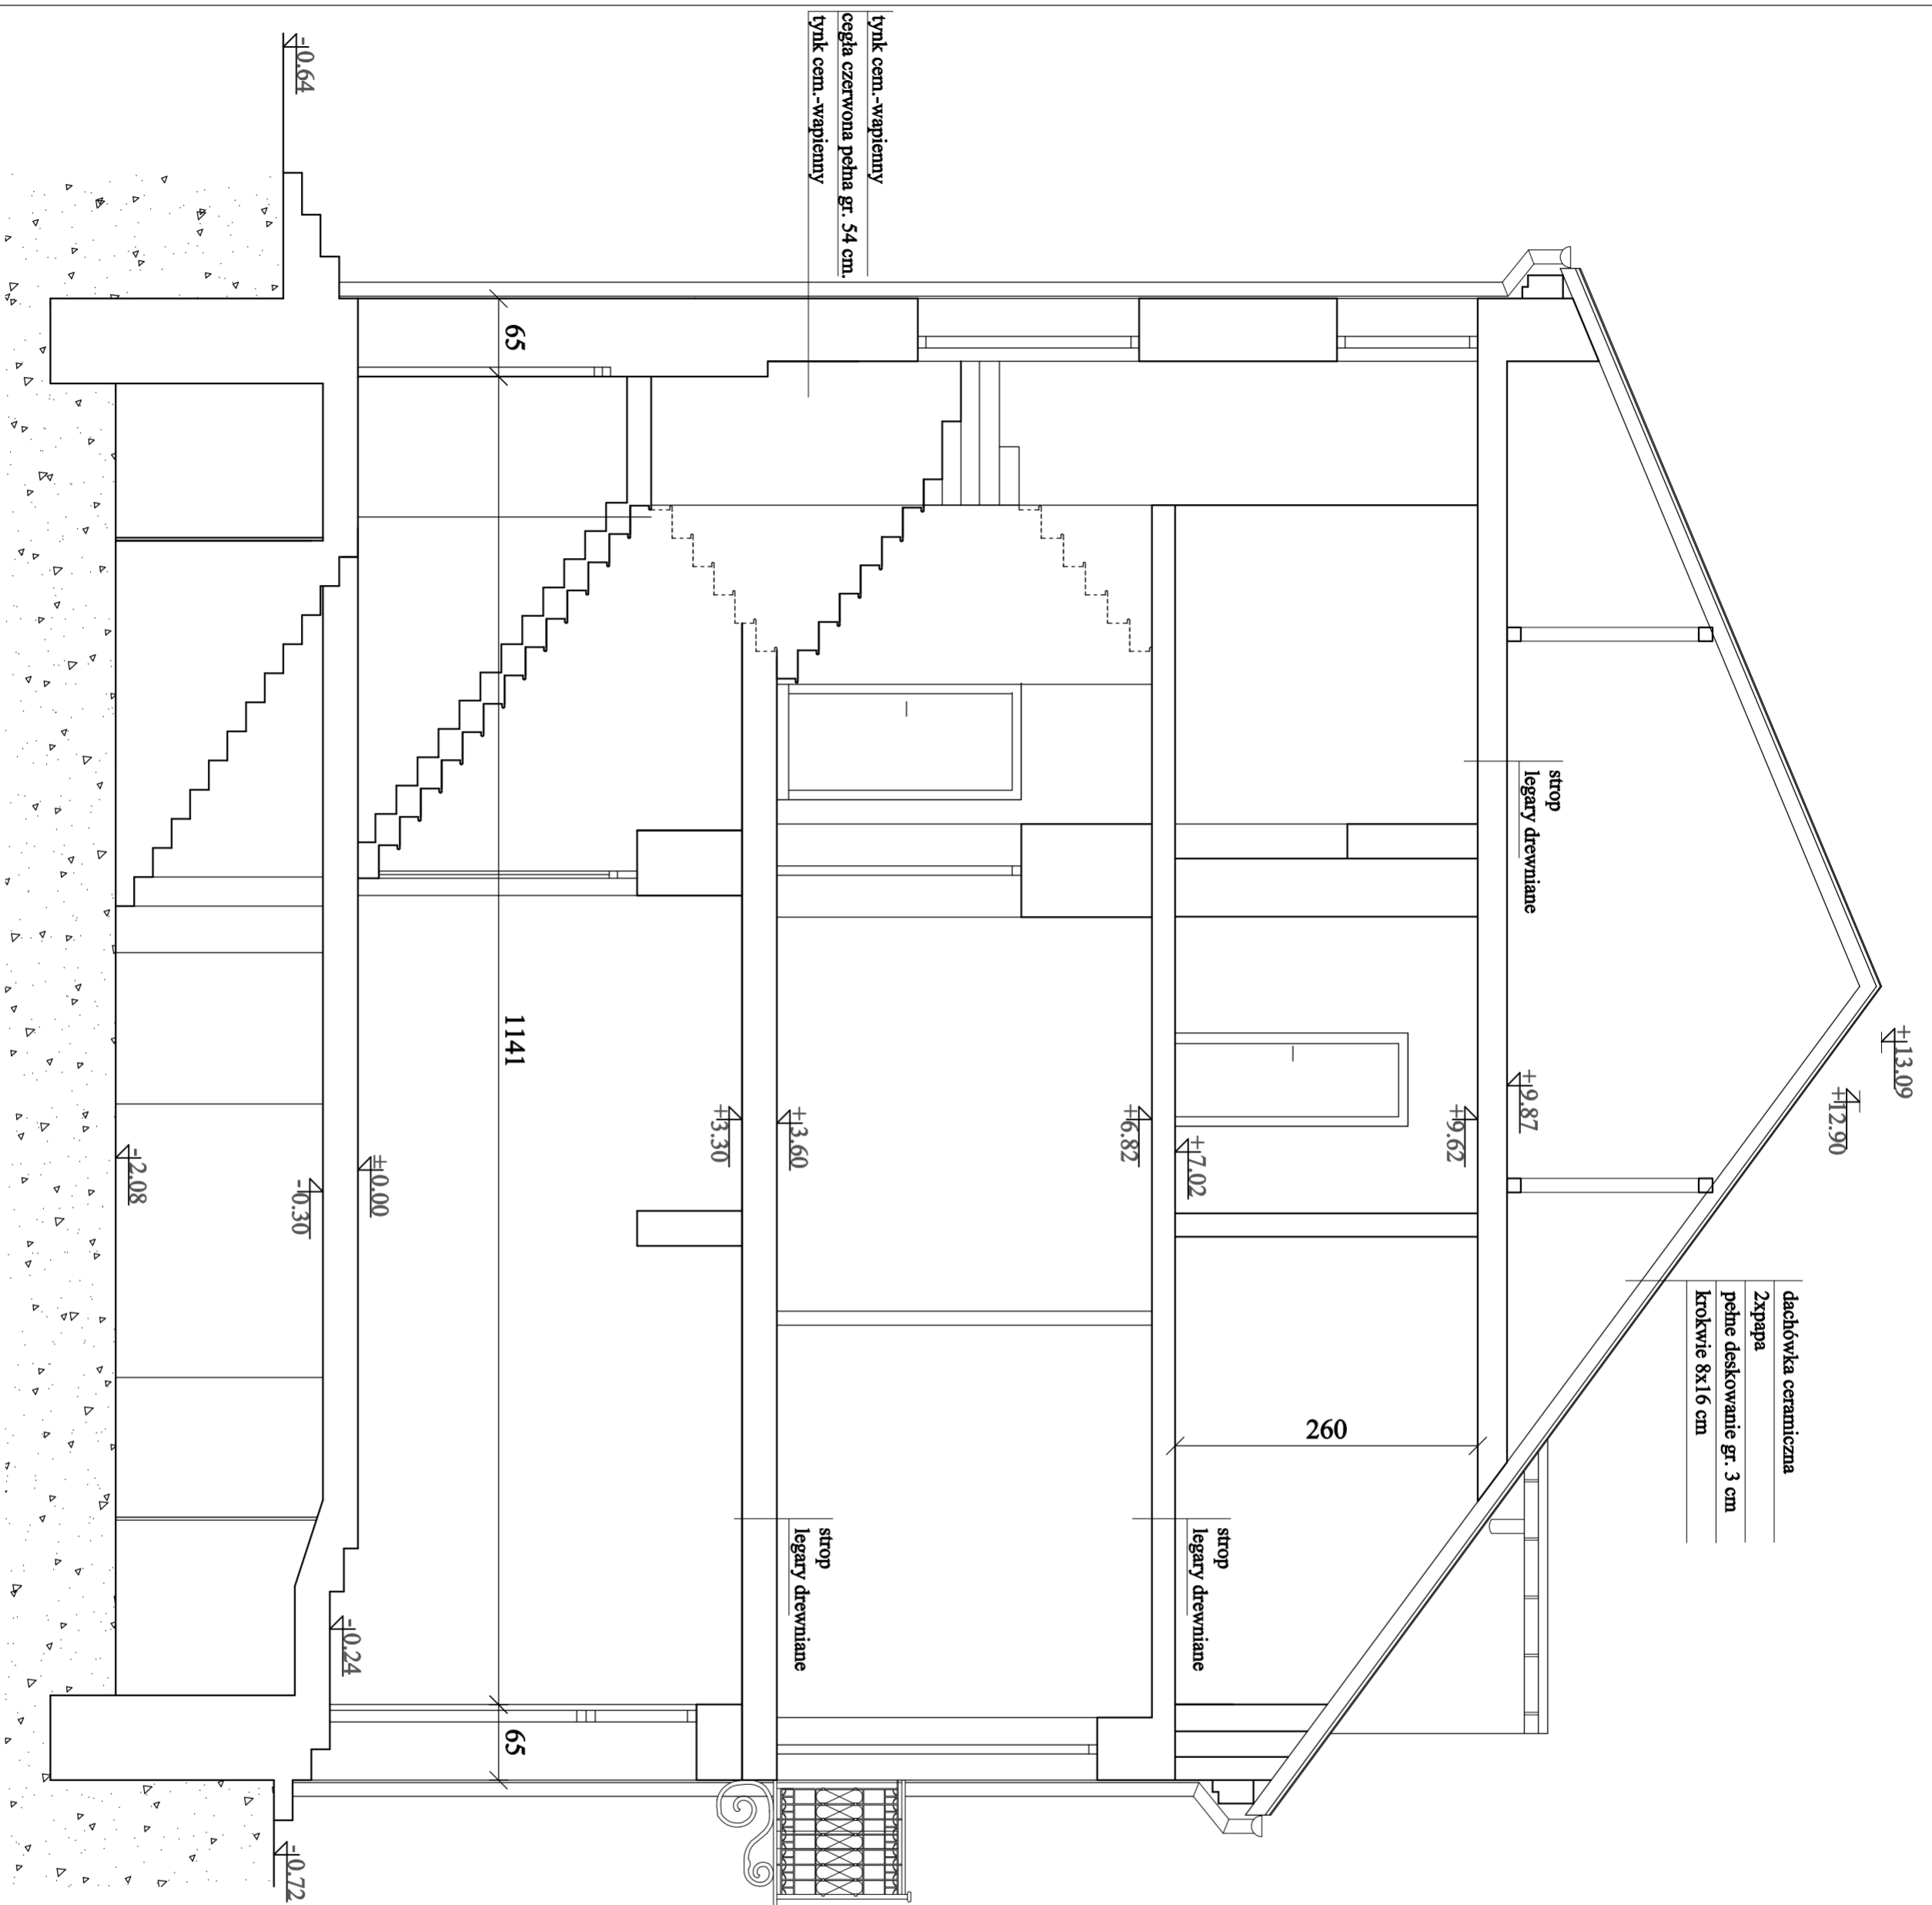 +13.09
+12.90
dachówka ceramiczna
2xpapa
pełne deskowanie gr. 3 cm
krokwie 8x16 cm
+9.87
+9.62
strop
legary drewniane
260
+7.02
+6.82
strop
legary drewniane
tynk cem.-wapienny
cegła czerwona pełna gr. 54 cm.
tynk cem.-wapienny
+3.60
+3.30
strop
legary drewniane
65
1141
65
±0.00
-0.30
-0.24
-0.64
-0.72
-2.08